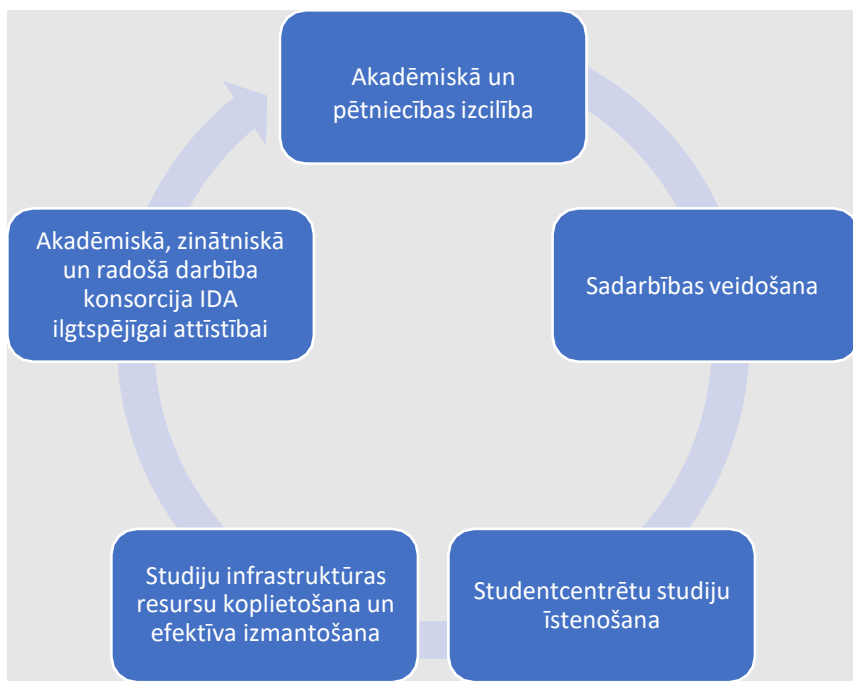 Akadēmiskā un
pētniecības izcilība
Sadarbības veidošana
Studentcentrētu studiju
īstenošana
Studiju infrastruktūras
resursu koplietošana un
efektīva izmantošana
Akadēmiskā, zinātniskā
un radošā darbība
konsorcija IDA
ilgtspējīgai attīstībai